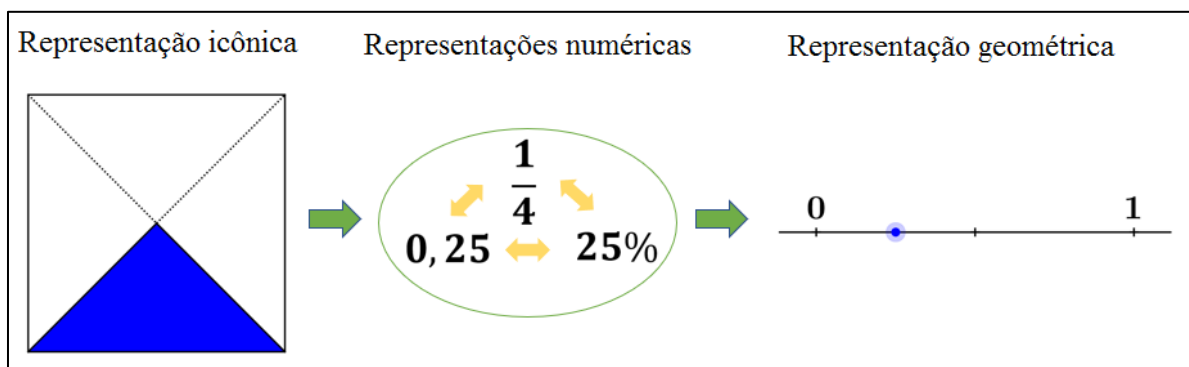 Representação icônica
Representações numéricas
Representação geométrica
1
4
0,25
25%
0
1